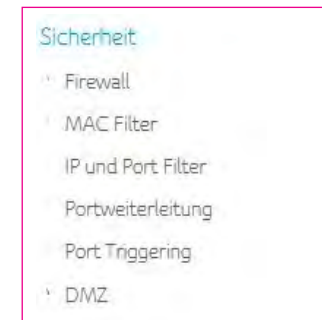 Sicherheit
Firewall
MAC Filter
IP und Port Filter
Portweiterleitung
Port Triggering
DMZ